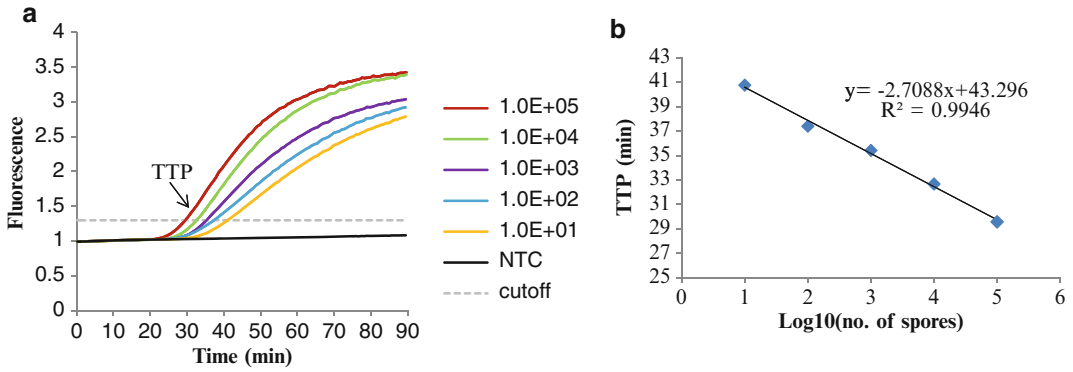 a
4
3.5
3
2.5
2
1.5
1
0.5
0
Fluorescence
TTP
0 10 20 30 40 50 60 70 80 90
Time (min)
1.0E+05
1.0E+04
1.0E+03
1.0E+02
1.0E+01
NTC
cutoff
b
43
41
39
37
35
33
31
29
27
25
TTP (min)
y= -2.7088x+43.296
R² = 0.9946
0 1 2 3 4 5 6
Log10(no. of spores)